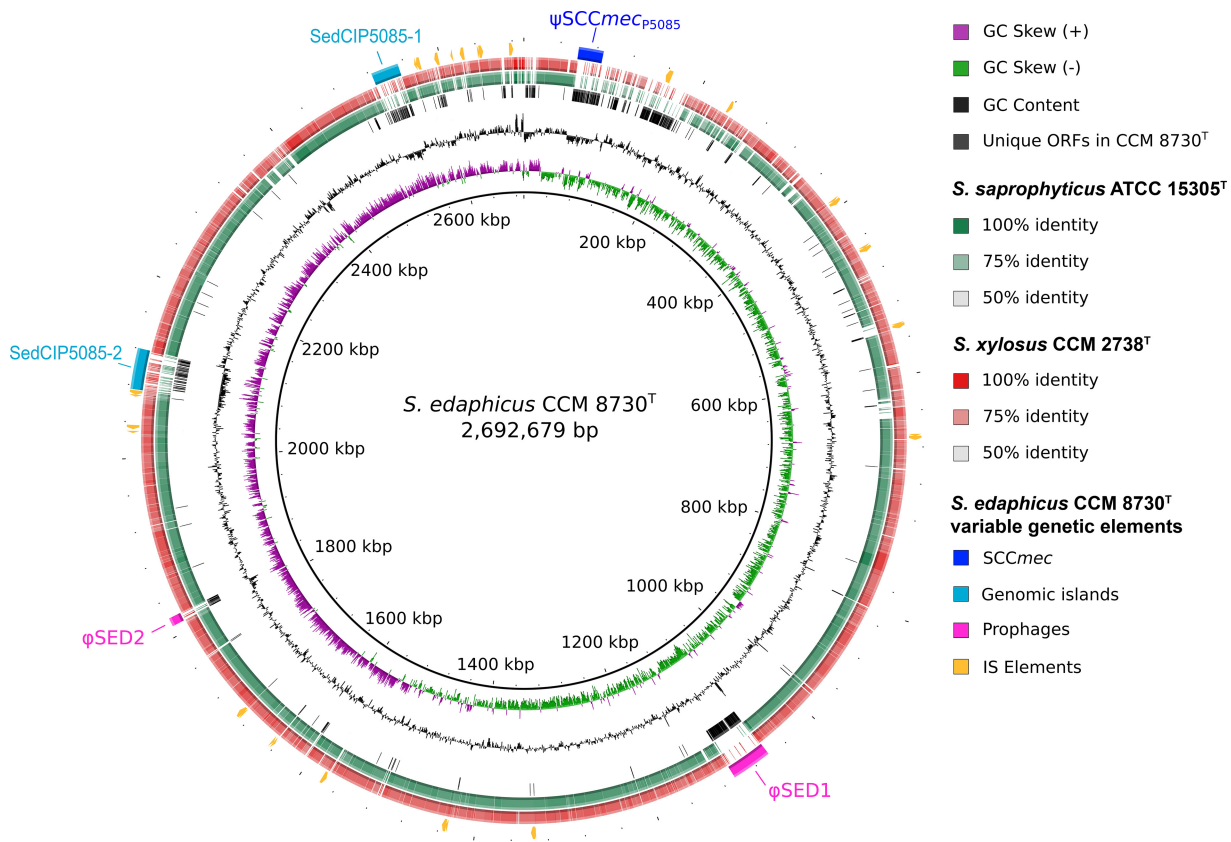 ψSCCmecP5085
SedCIP5085-1
SedCIP5085-2
φSED2
φSED1
2600 kbp
200 kbp
2400 kbp
400 kbp
2200 kbp
600 kbp
S. edaphicus CCM 8730ᵀ
2,692,679 bp
2000 kbp
800 kbp
1800 kbp
1000 kbp
1600 kbp
1200 kbp
1400 kbp
GC Skew (+)
GC Skew (-)
GC Content
Unique ORFs in CCM 8730ᵀ
S. saprophyticus ATCC 15305ᵀ
100% identity
75% identity
50% identity
S. xylosus CCM 2738ᵀ
100% identity
75% identity
50% identity
S. edaphicus CCM 8730ᵀ
variable genetic elements
SCCmec
Genomic islands
Prophages
IS Elements